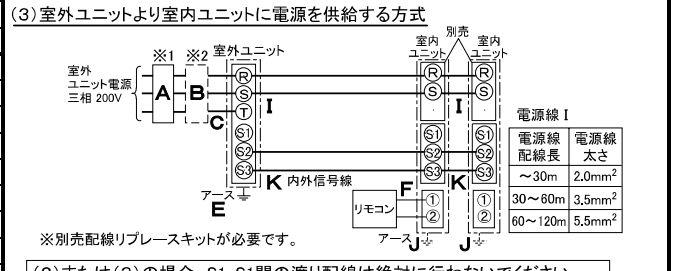 (3)室外ユニットより室内ユニットに電源を供給する方式
別売
※1 ※2 室外ユニット
室内
ユニット
室内
ユニット
室外
ユニット電源
三相 200V
A
B
C
R
S
T
S1
S2
S3
I
R
S
S1
S2
S3
I
R
S
S1
S2
S3
K 内外信号線
K
アース
E
リモコン
F
①
②
①
②
アース
J
J
電源線 I
電源線
配線長
電源線
太さ
～30m 2.0mm²
30～60m 3.5mm²
60～120m 5.5mm²
※別売配線リプレースキットが必要です。